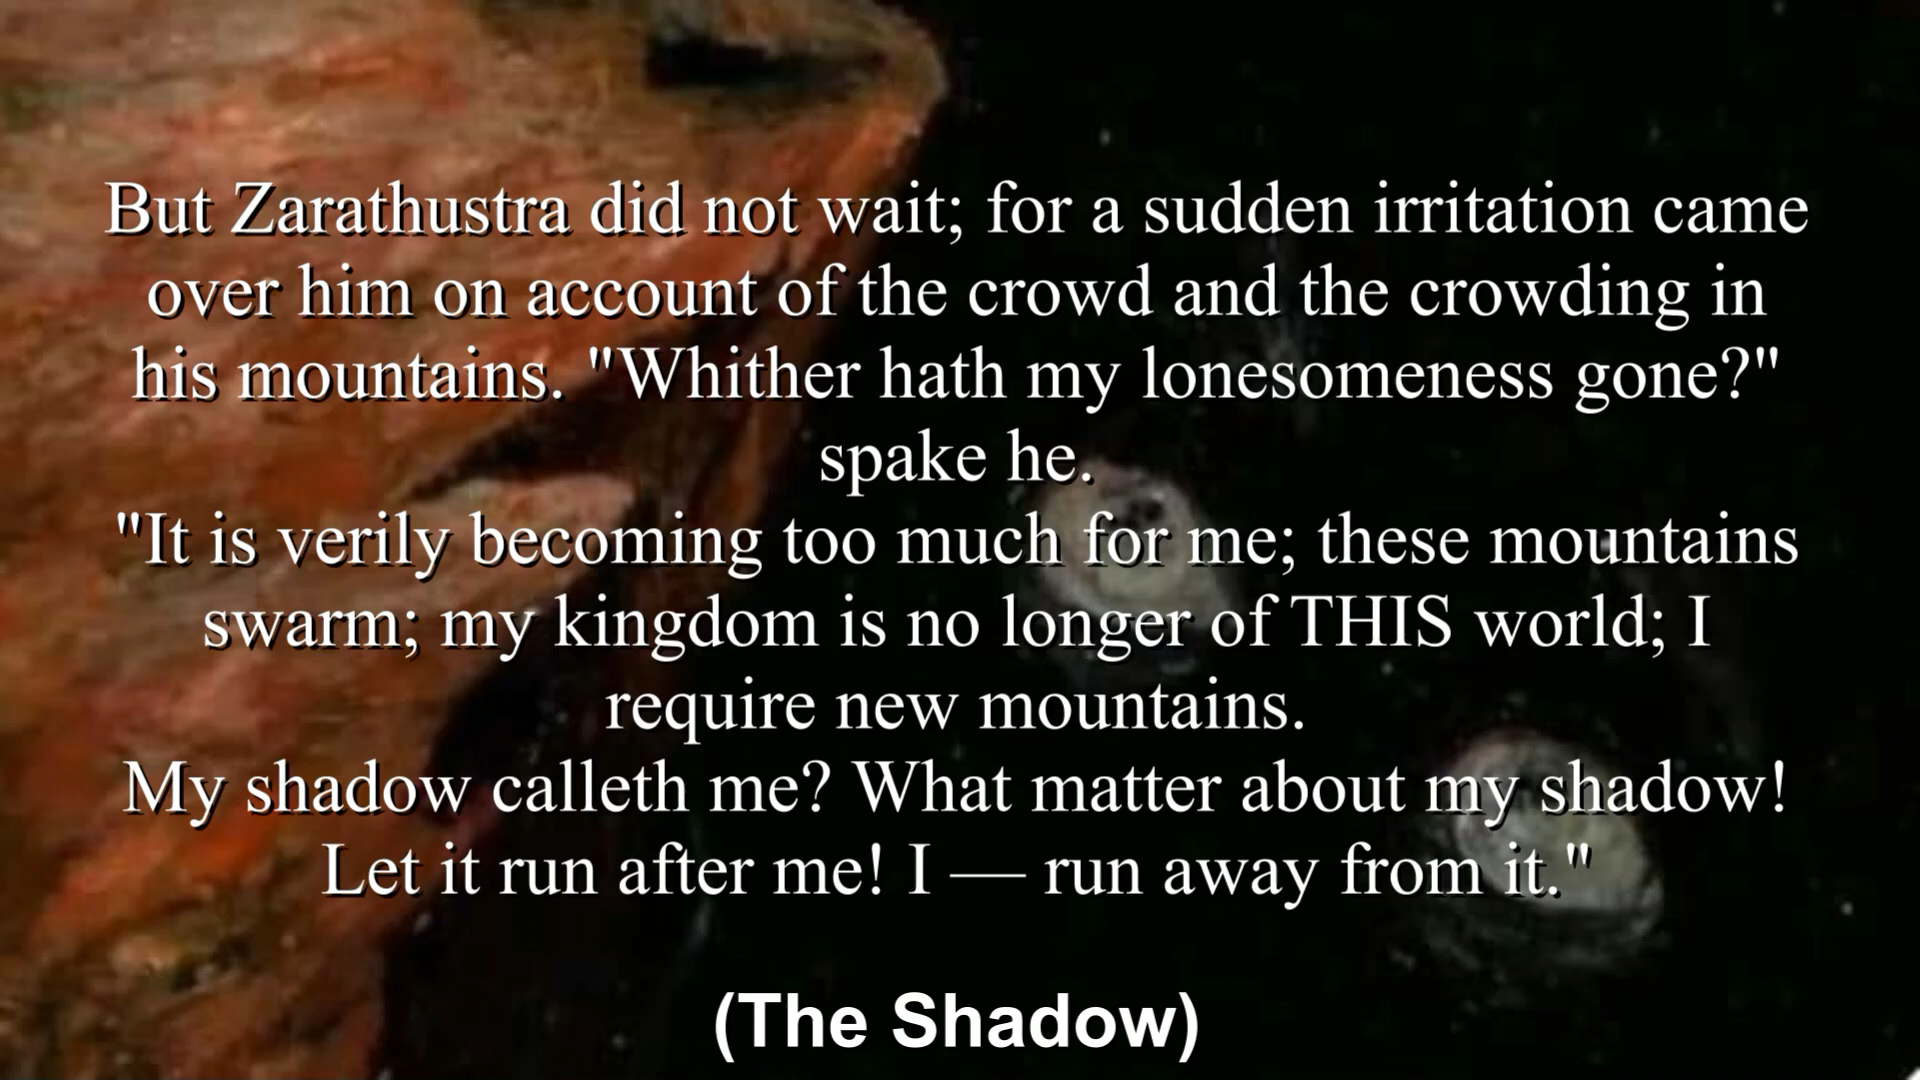 But Zarathustra did not wait; for a sudden irritation came
over him on account of the crowd and the crowding in
his mountains. "Whither hath my lonesomeness gone?"
spake he.
"It is verily becoming too much for me; these mountains
swarm; my kingdom is no longer of THIS world; I
require new mountains.
My shadow calleth me? What matter about my shadow!
Let it run after me! I — run away from it."
(The Shadow)